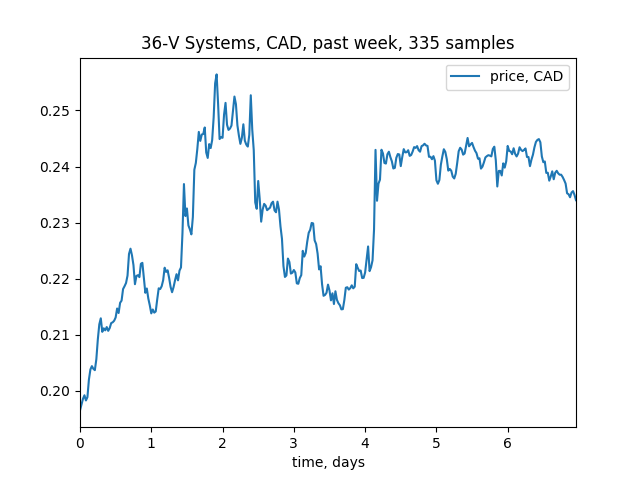 36-V Systems, CAD, past week, 335 samples
price, CAD
0.25
0.24
0.23
0.22
0.21
0.20
0 1 2 3 4 5 6
time, days